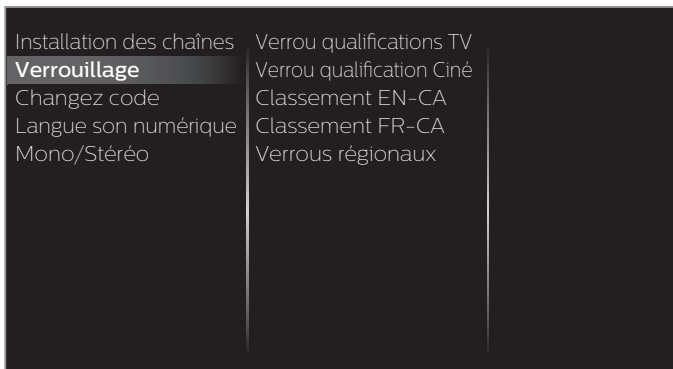 Installation des chaînes
Verrouillage
Changez code
Langue son numérique
Mono/Stéréo
Verrou qualifications TV
Verrou qualification Ciné
Classement EN-CA
Classement FR-CA
Verrous régionaux